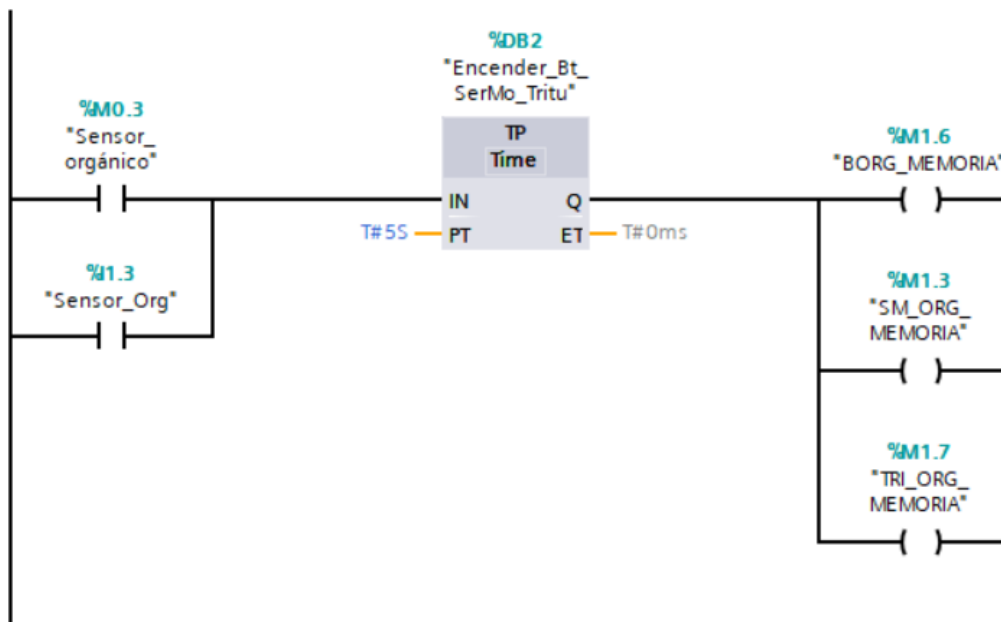 %DB2
"Encender_Bt_
SerMo_Tritu"
%M0.3
"Sensor_
orgánico"
TP
Time
%M1.6
"BORG_MEMORIA"
IN
Q
T#5S
PT
ET
T#0ms
%I1.3
"Sensor_Org"
%M1.3
"SM_ORG_
MEMORIA"
%M1.7
"TRI_ORG_
MEMORIA"